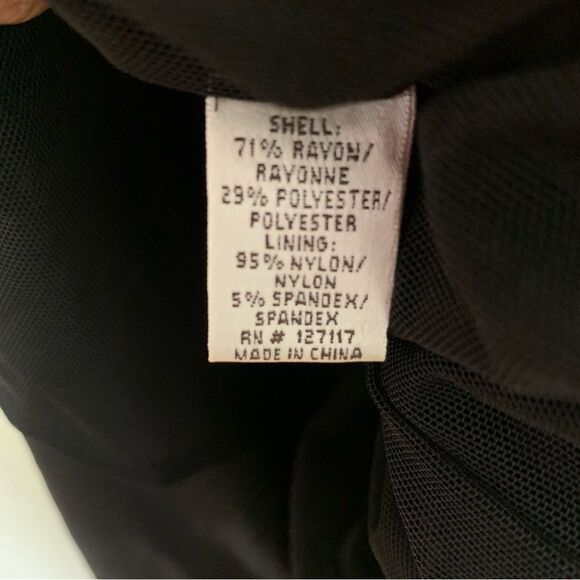 SHELL:
71% RAYON/
RAYONNE
29% POLYESTER/
POLYESTER
LINING:
95% NYLON/
NYLON
5% SPANDEX/
SPANDEX
RN # 127117
MADE IN CHINA